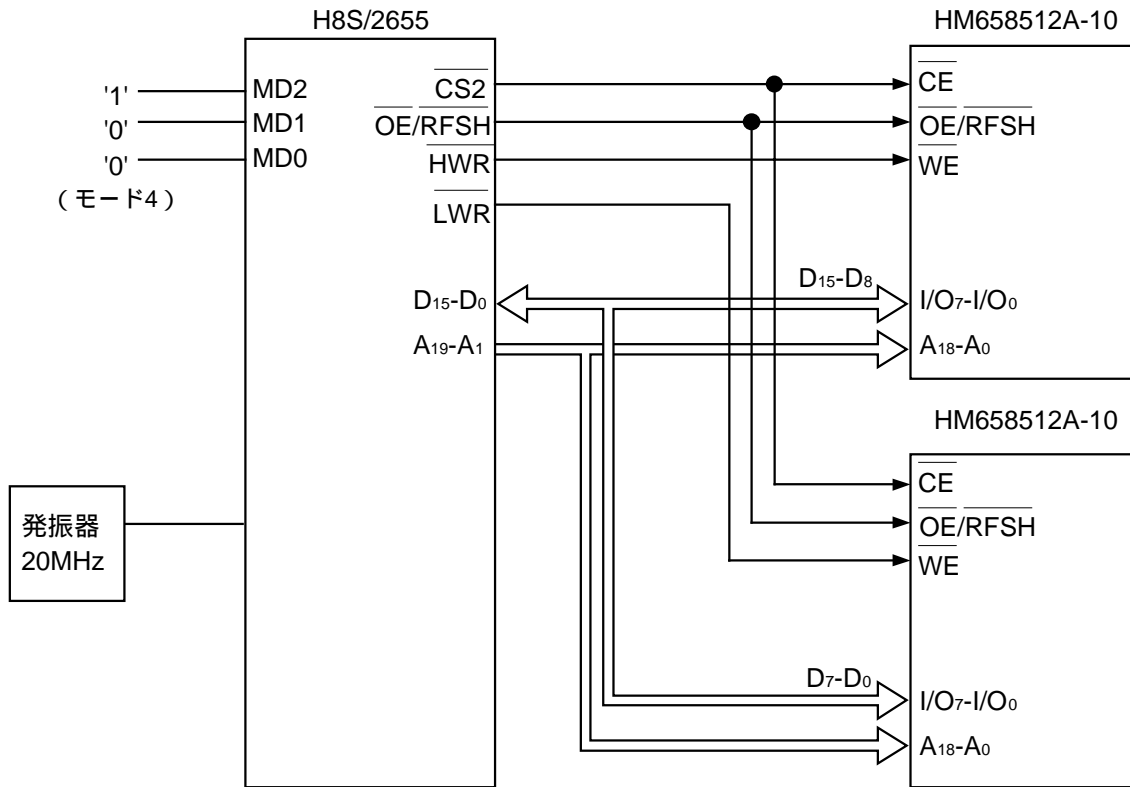 H8S/2655
HM658512A-10
'1'
MD2
'0'
MD1
'0'
MD0
(モード4)
CS2
OE/RFSH
HWR
LWR
D15-D0
A19-A1
発振器
20MHz
CE
OE/RFSH
WE
D15-D8
I/O7-I/O0
A18-A0
HM658512A-10
CE
OE/RFSH
WE
D7-D0
I/O7-I/O0
A18-A0